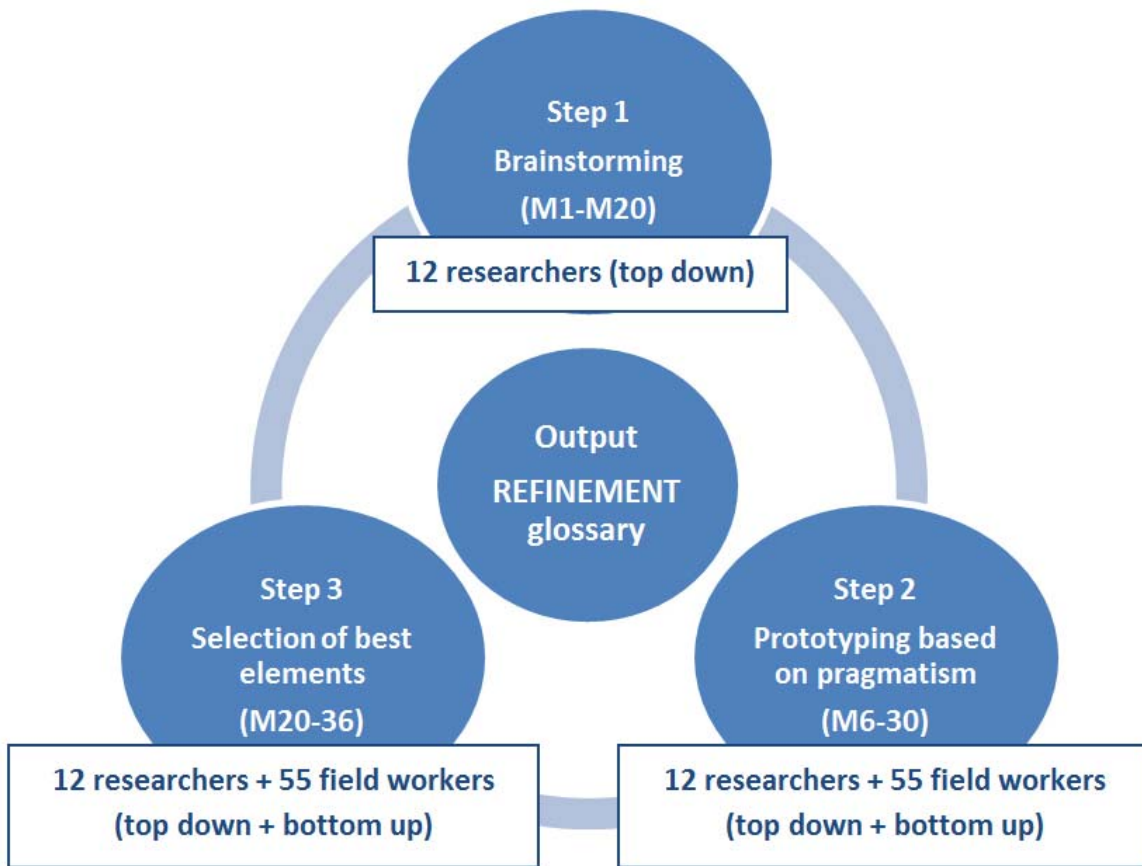 Step 1
Brainstorming
(M1-M20)
12 researchers (top down)
Output
REFINEMENT
glossary
Step 3
Selection of best
elements
(M20-36)
12 researchers + 55 field workers
(top down + bottom up)
Step 2
Prototyping based
on pragmatism
(M6-30)
12 researchers + 55 field workers
(top down + bottom up)